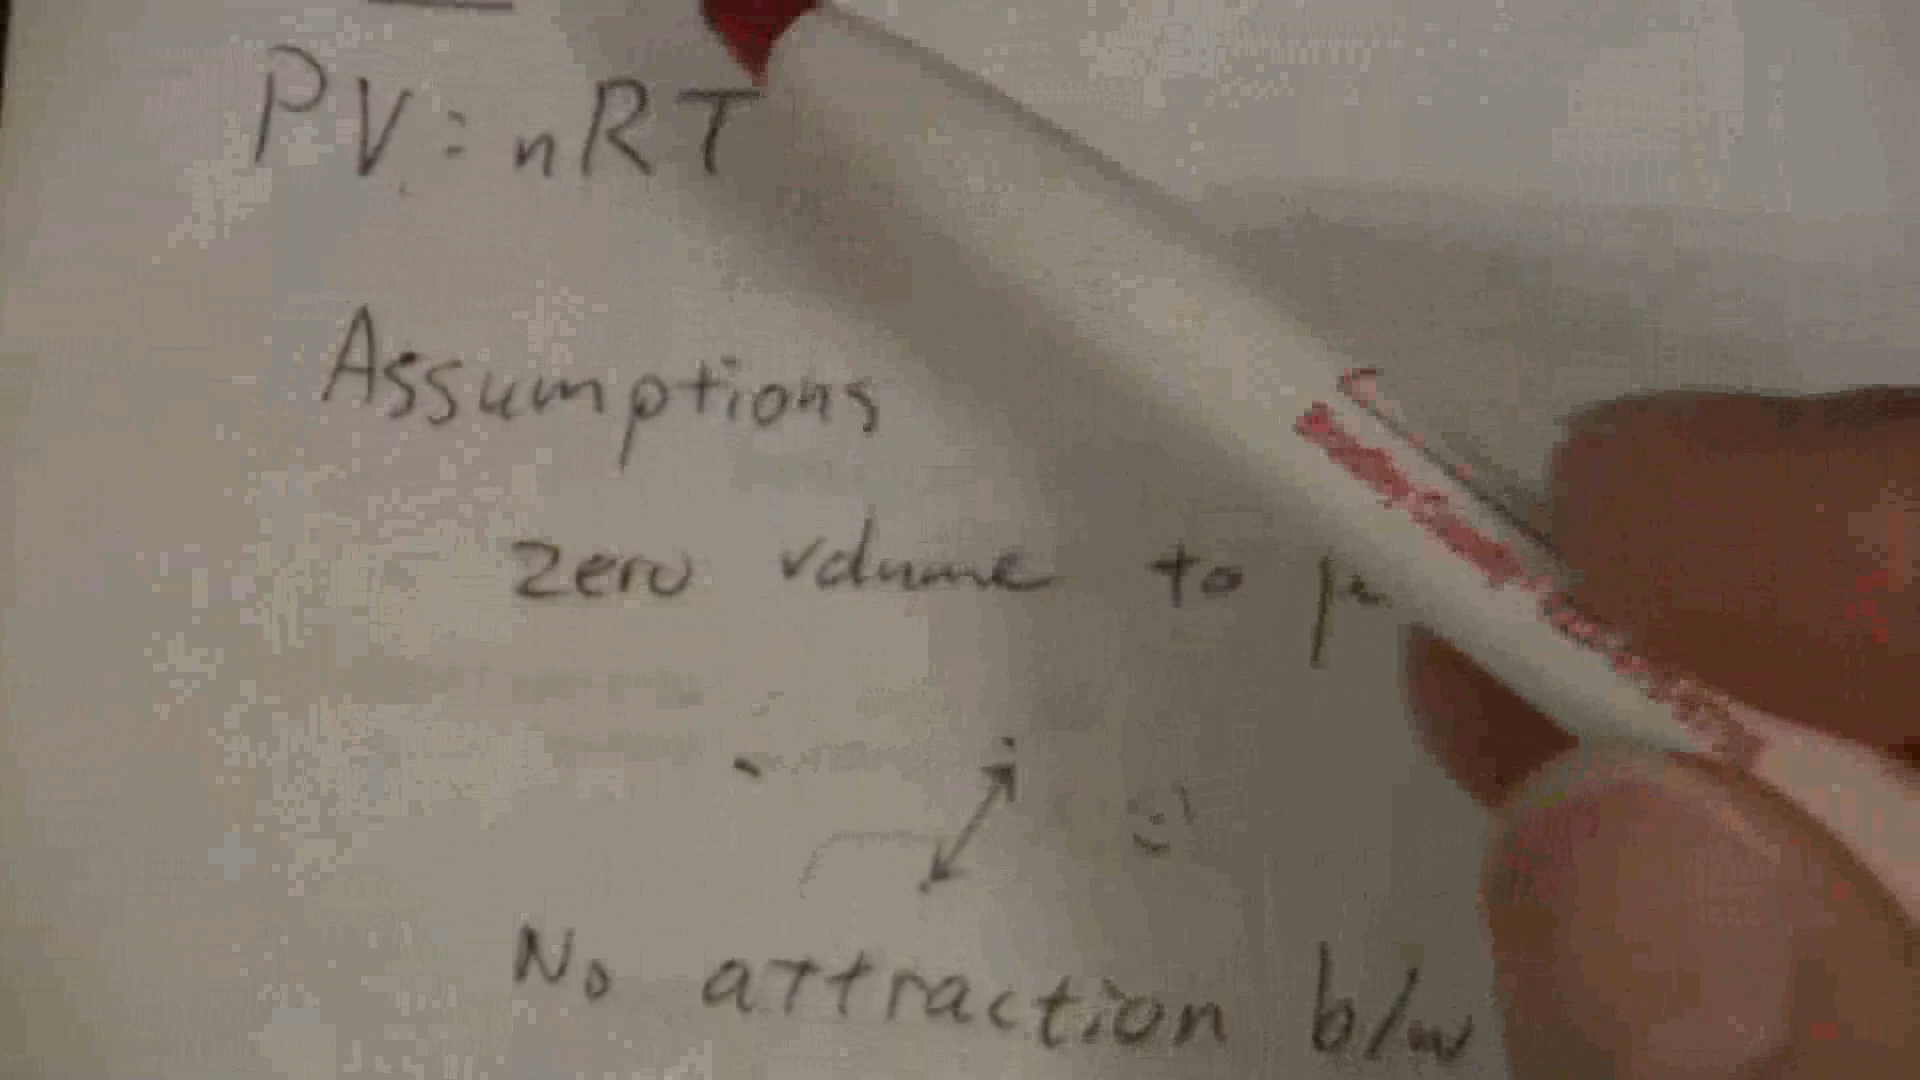 PV = nRT
Assumptions
zero volume to
No attraction b/w